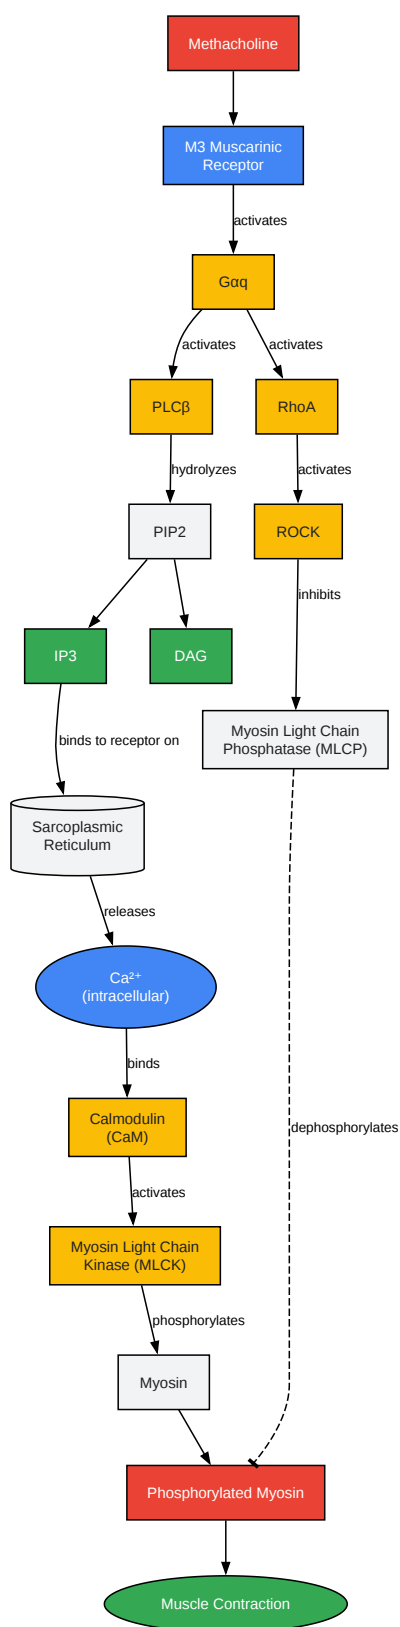 Methacholine
M3 Muscarinic
Receptor
activates
Gαq
activates
activates
PLCβ
RhoA
hydrolyzes
activates
PIP2
ROCK
inhibits
IP3
DAG
Myosin Light Chain
Phosphatase (MLCP)
binds to receptor on
Sarcoplasmic
Reticulum
releases
Ca²⁺
(intracellular)
binds
Calmodulin
(CaM)
dephosphorylates
activates
Myosin Light Chain
Kinase (MLCK)
phosphorylates
Myosin
Phosphorylated Myosin
Muscle Contraction